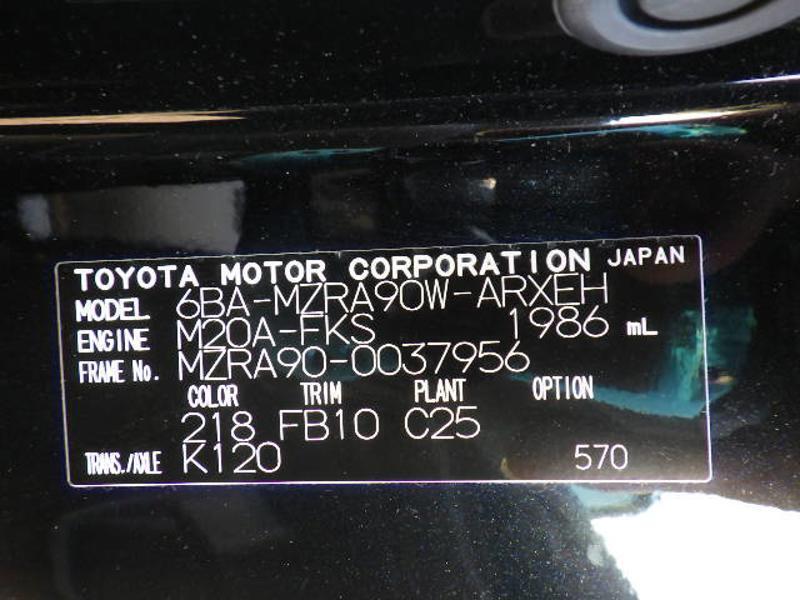 TOYOTA MOTOR CORPORATION JAPAN
MODEL 6BA-MZRA90W-ARXEH
ENGINE M20A-FKS 1986 mL
FRAME No. MZRA90-0037956
COLOR TRIM PLANT OPTION
218 FB10 C25
TRANS./AXLE K120 570